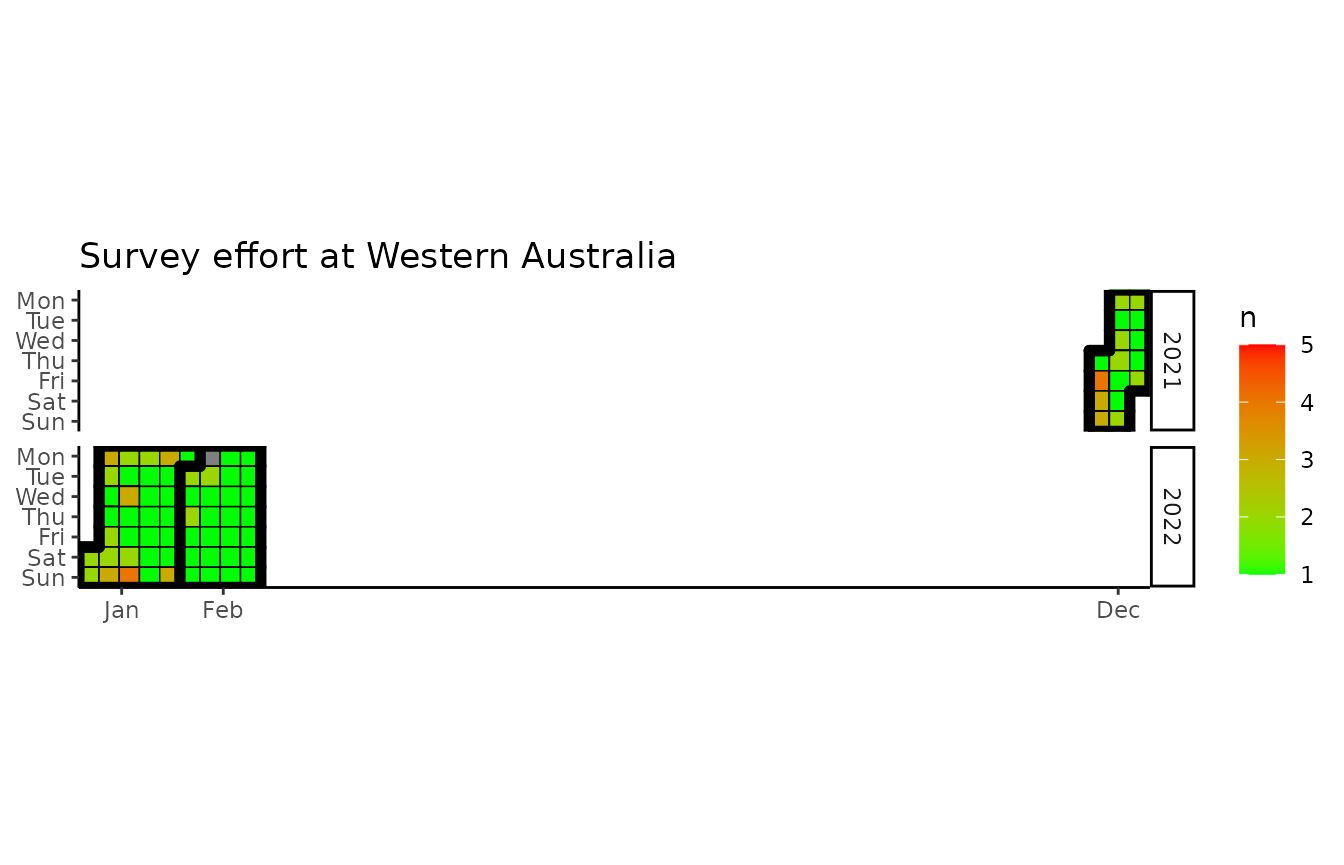 Survey effort at Western Australia
Mon
Tue
Wed
Thu
Fri
Sat
Sun
2021
Mon
Tue
Wed
Thu
Fri
Sat
Sun
2022
Jan
Feb
Dec
n
5
4
3
2
1